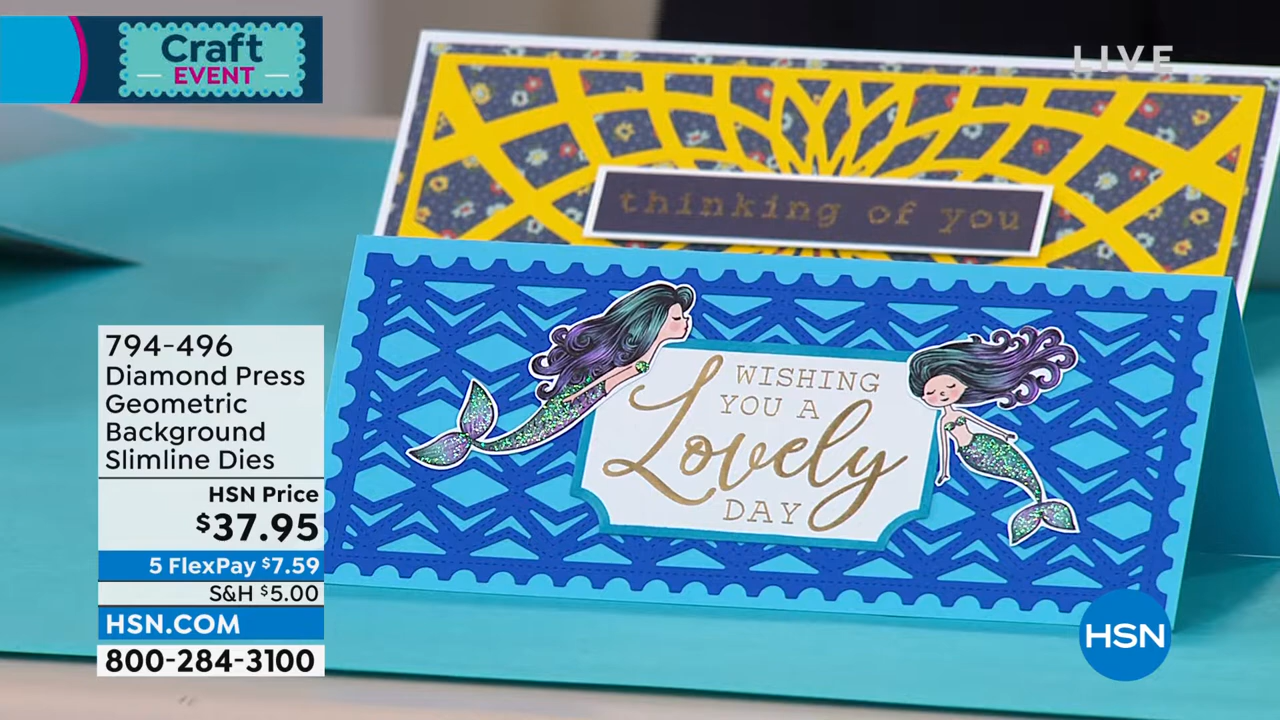 Craft
EVENT
LIVE
thinking of you
WISHING
YOU A
Lovely
DAY
794-496
Diamond Press
Geometric
Background
Slimline Dies
HSN Price
$37.95
5 FlexPay $7.59
S&H $5.00
HSN.COM
800-284-3100
HSN